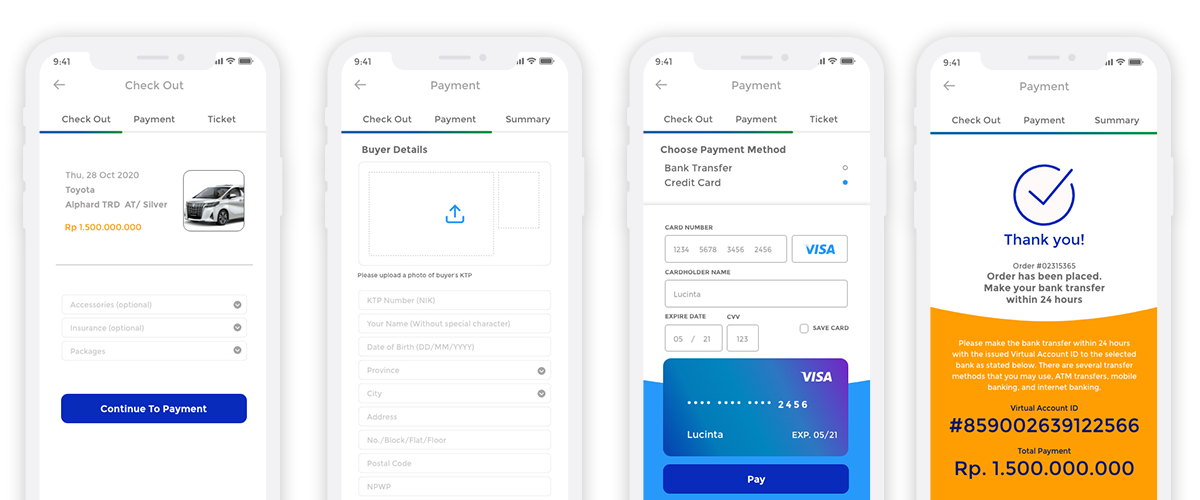 9:41
Check Out
Check Out Payment Ticket
Thu, 28 Oct 2020
Toyota
Alphard TRD AT/ Silver
Rp 1.500.000.000
Accessories (optional)
Insurance (optional)
Packages
Continue To Payment
9:41
Payment
Check Out Payment Summary
Buyer Details
Please upload a photo of buyer's KTP
KTP Number (NIK)
Your Name (Without special character)
Date of Birth (DD/MM/YYYY)
Province
City
Address
No./Block/Flat/Floor
Postal Code
NPWP
9:41
Payment
Check Out Payment Ticket
Choose Payment Method
Bank Transfer
Credit Card
CARD NUMBER
1234 5678 3456 2456 VISA
CARDHOLDER NAME
Lucinta
EXPIRE DATE CVV
05 / 21 123 SAVE CARD
VISA
•••• •••• •••• 2456
Lucinta EXP. 05/21
Pay
9:41
Payment
Check Out Payment Summary
Thank you!
Order #02315365
Order has been placed.
Make your bank transfer
within 24 hours
Please make the bank transfer within 24 hours
with the issued Virtual Account ID to the selected
bank as stated below. There are several transfer
methods that you may use, ATM transfers, mobile
banking, and internet banking.
Virtual Account ID
#859002639122566
Total Payment
Rp. 1.500.000.000